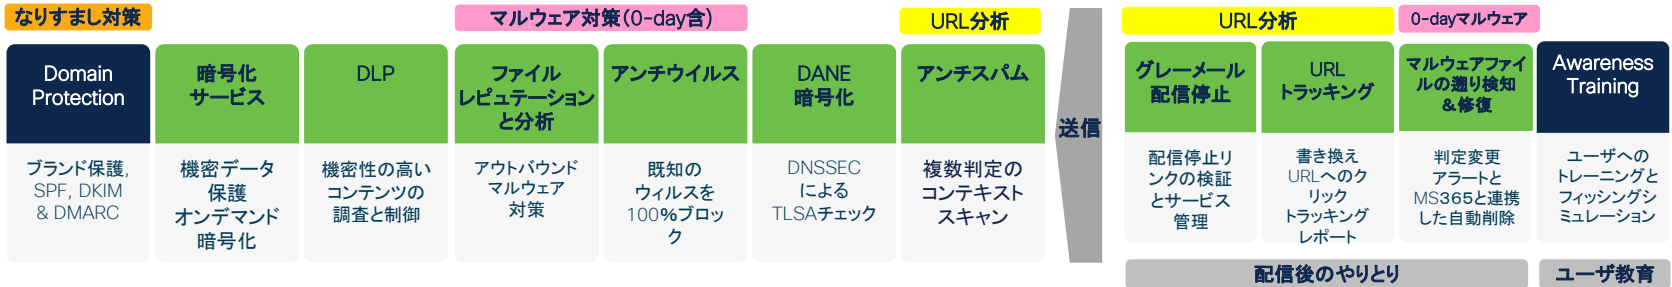 なりすまし対策
マルウェア対策(0-day含)
URL分析
URL分析
0-dayマルウェア
Domain
Protection
ブランド保護,
SPF, DKIM
& DMARC
暗号化
サービス
機密データ
保護
オンデマンド
暗号化
DLP
機密性の高い
コンテンツの
調査と制御
ファイル
レピュテーション
と分析
アウトバウンド
マルウェア
対策
アンチウイルス
既知の
ウィルスを
100%ブロッ
ク
DANE
暗号化
DNSSEC
による
TLSAチェック
アンチスパム
複数判定の
コンテキスト
スキャン
送信
グレーメール
配信停止
配信停止リ
ンクの検証
とサービス
管理
URL
トラッキング
書き換え
URLへのク
リック
トラッキング
レポート
マルウェアファイ
ルの遡り検知
&修復
判定変更
アラートと
MS365と連携
した自動削除
Awareness
Training
ユーザへの
トレーニングと
フィッシングシ
ミュレーション
配信後のやりとり
ユーザ教育